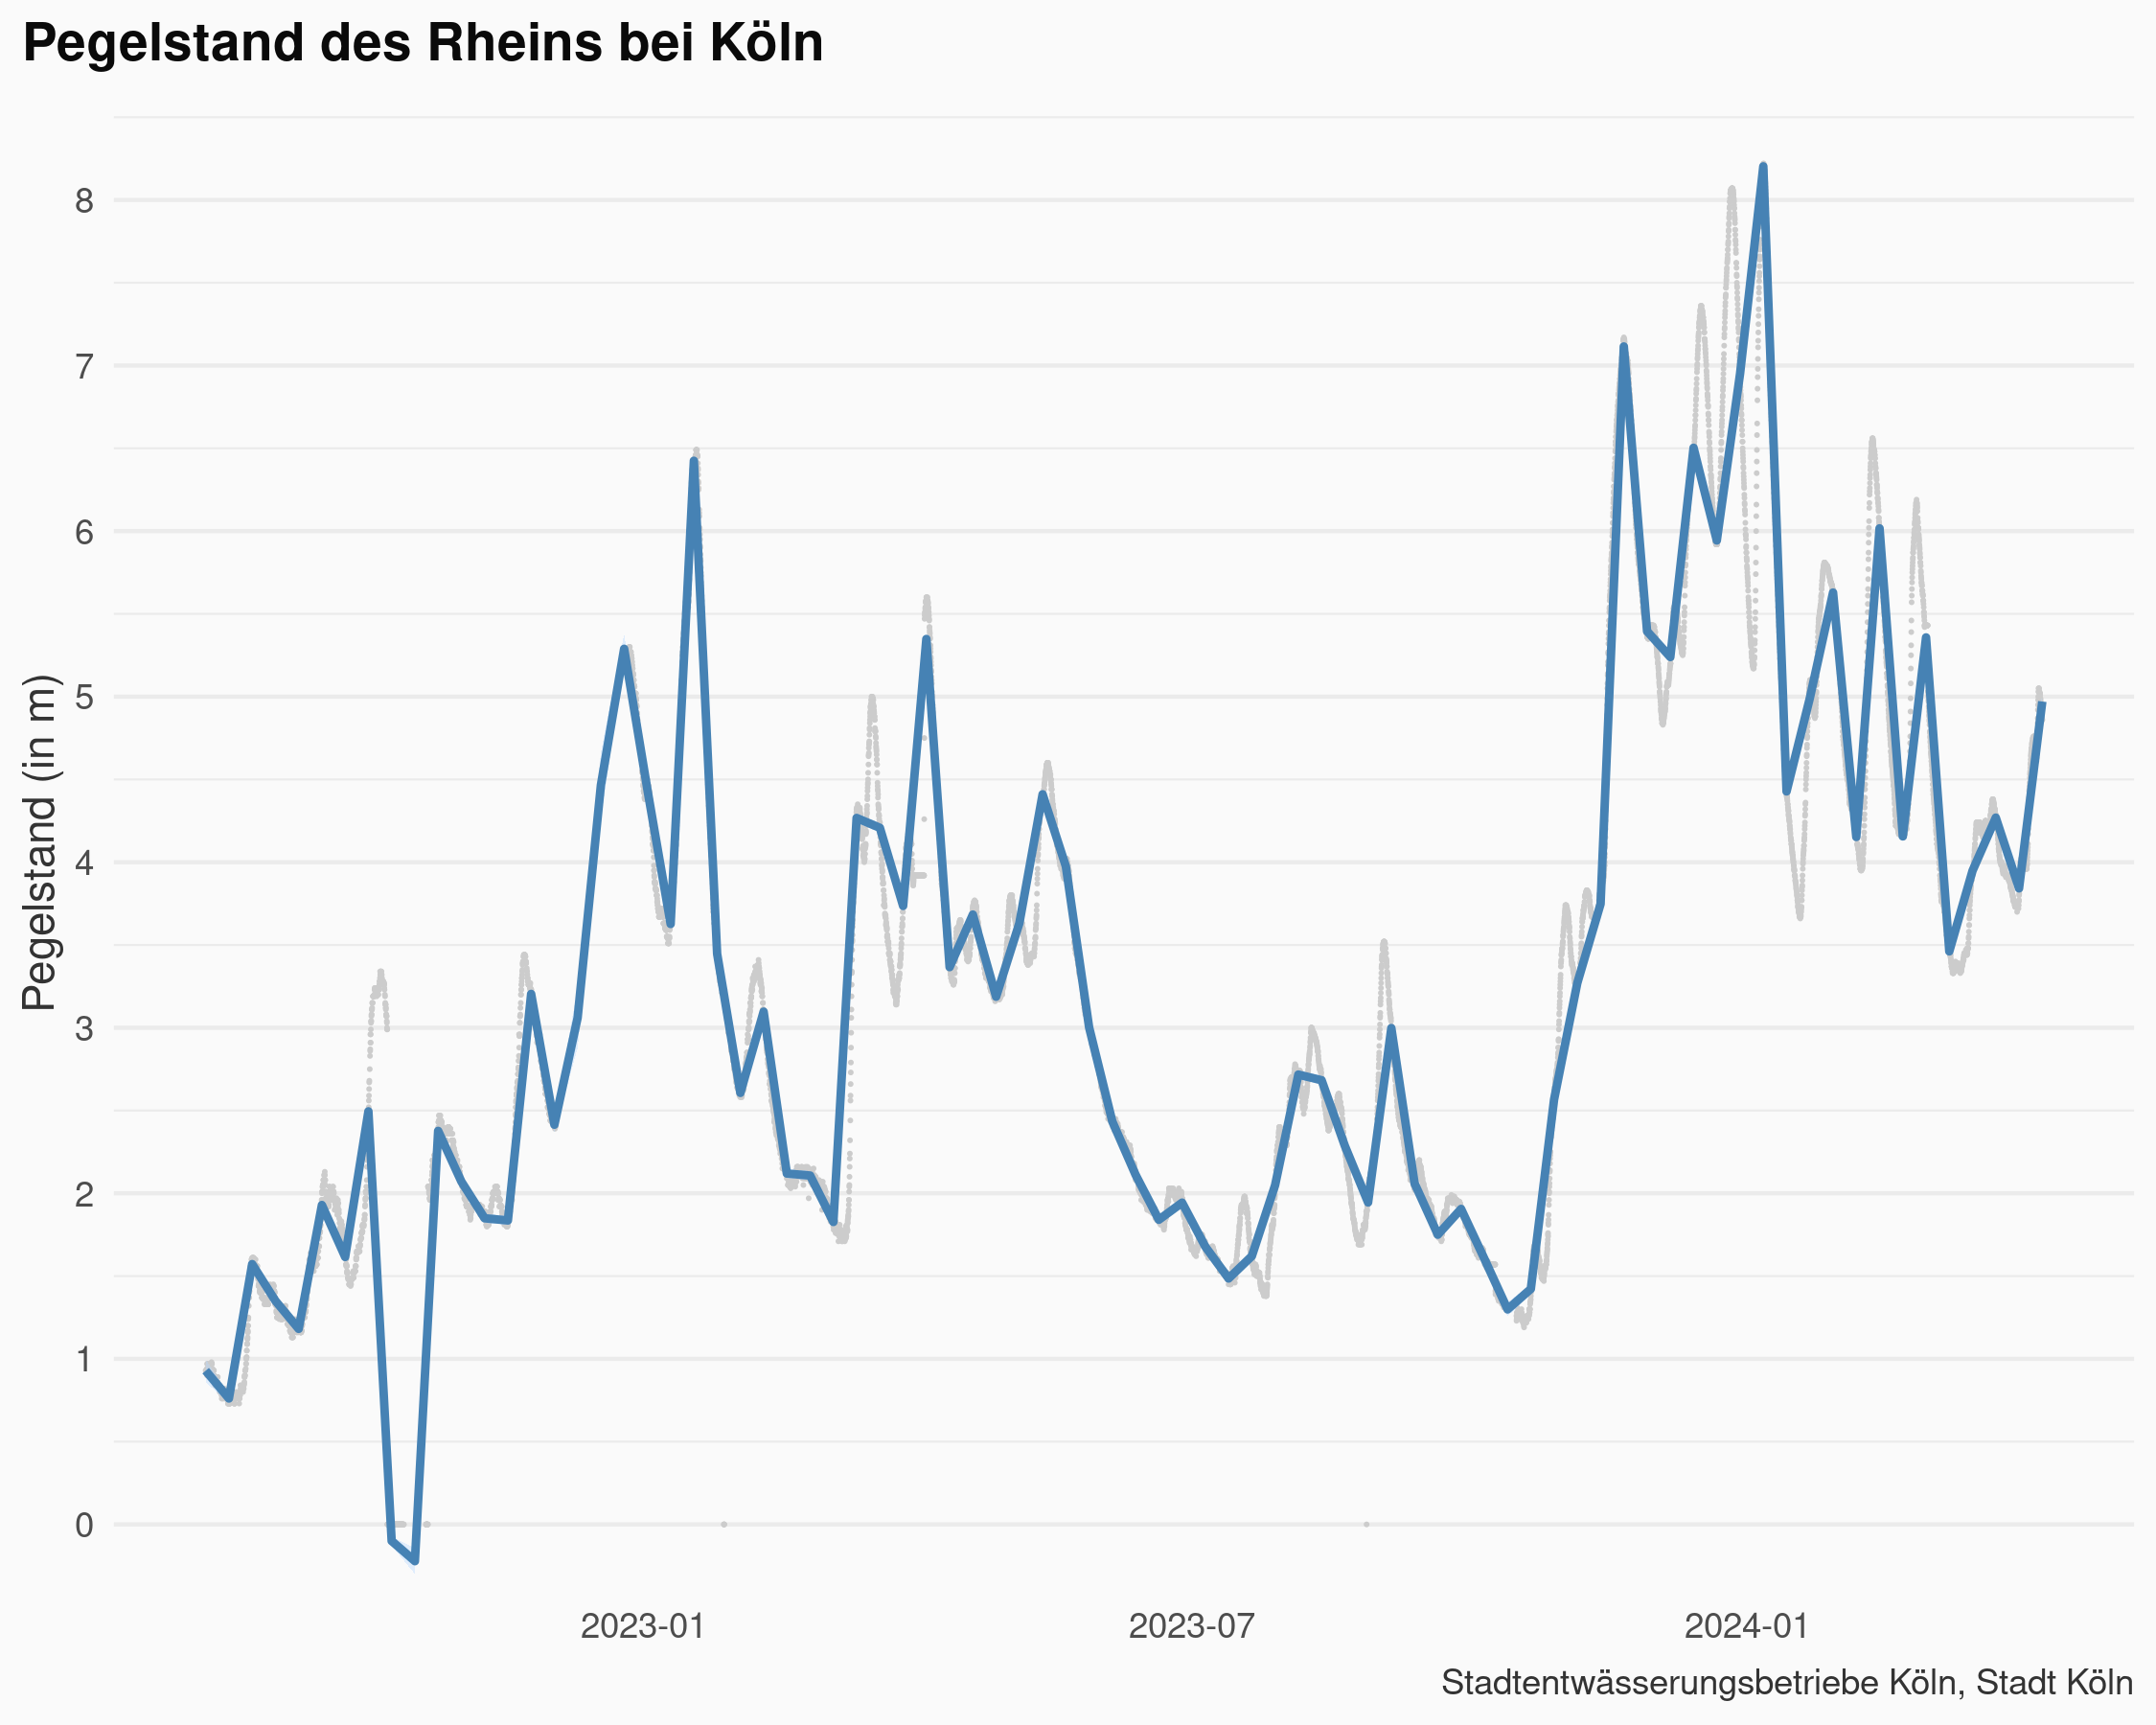 Pegelstand des Rheins bei Köln
Pegelstand (in m)
8
7
6
5
4
3
2
1
0
2023-01 2023-07 2024-01
Stadtentwässerungsbetriebe Köln, Stadt Köln